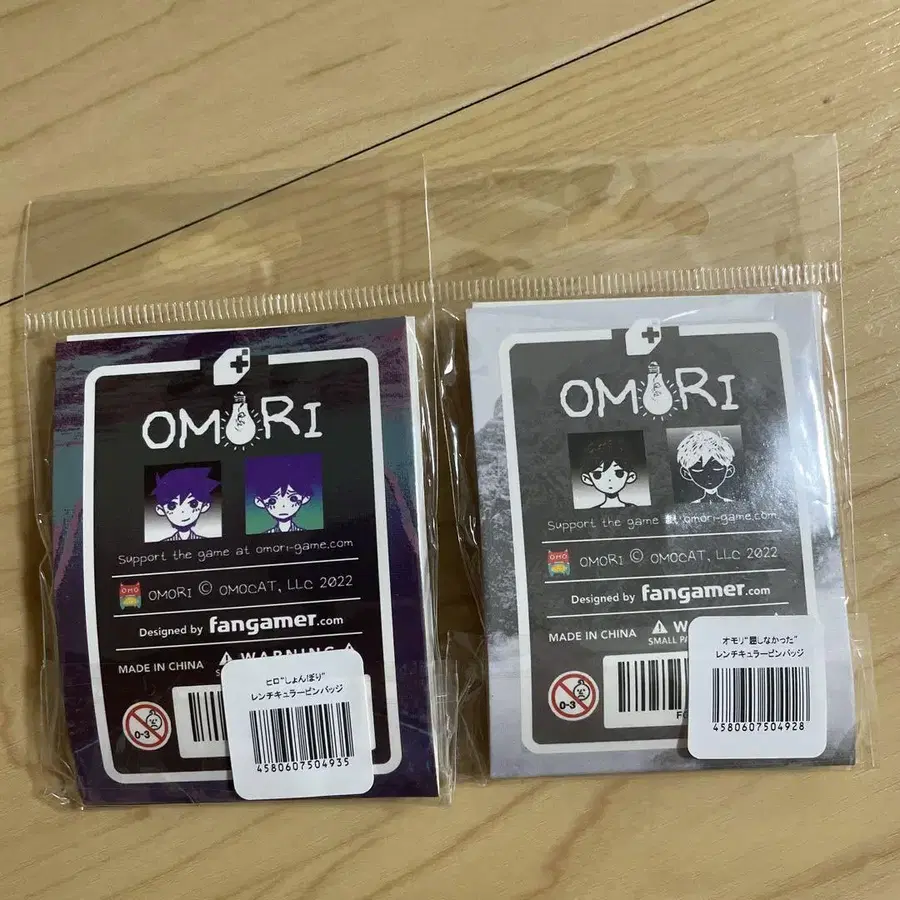 OMORI
Support the game at omori-game.com
OMORI © OMOCAT, LLC 2022
Designed by fangamer.com
MADE IN CHINA
WARNING
0-3
ヒロ"しょんぼり"
レンチキュラーピンバッジ
4580607504935
OMORI
Support the game at omori-game.com
OMO
OMORI © OMOCAT, LLC 2022
Designed by fangamer.com
MADE IN CHINA
SMALL
0-3
オモリ"屈しなかった"
レンチキュラーピンバッジ
4580607504928